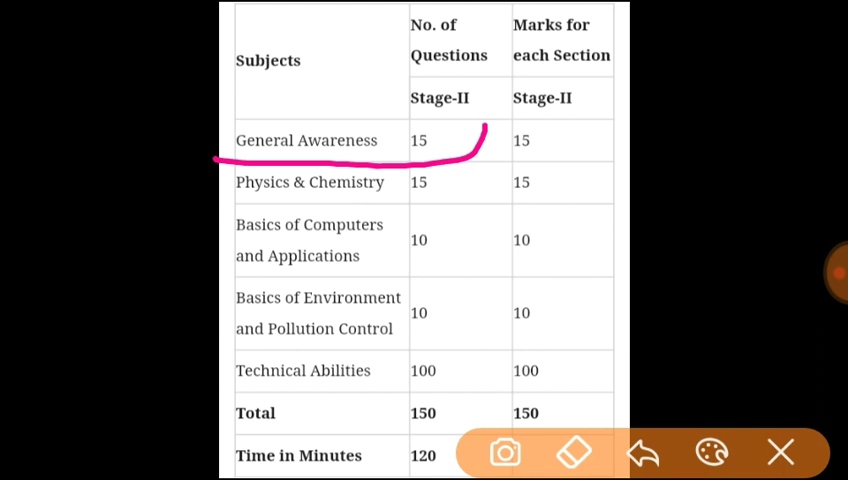 Subjects
No. of
Questions
Marks for
each Section
Stage-II
Stage-II
General Awareness 15 15
Physics & Chemistry 15 15
Basics of Computers
and Applications
10 10
Basics of Environment
and Pollution Control
10 10
Technical Abilities 100 100
Total 150 150
Time in Minutes 120